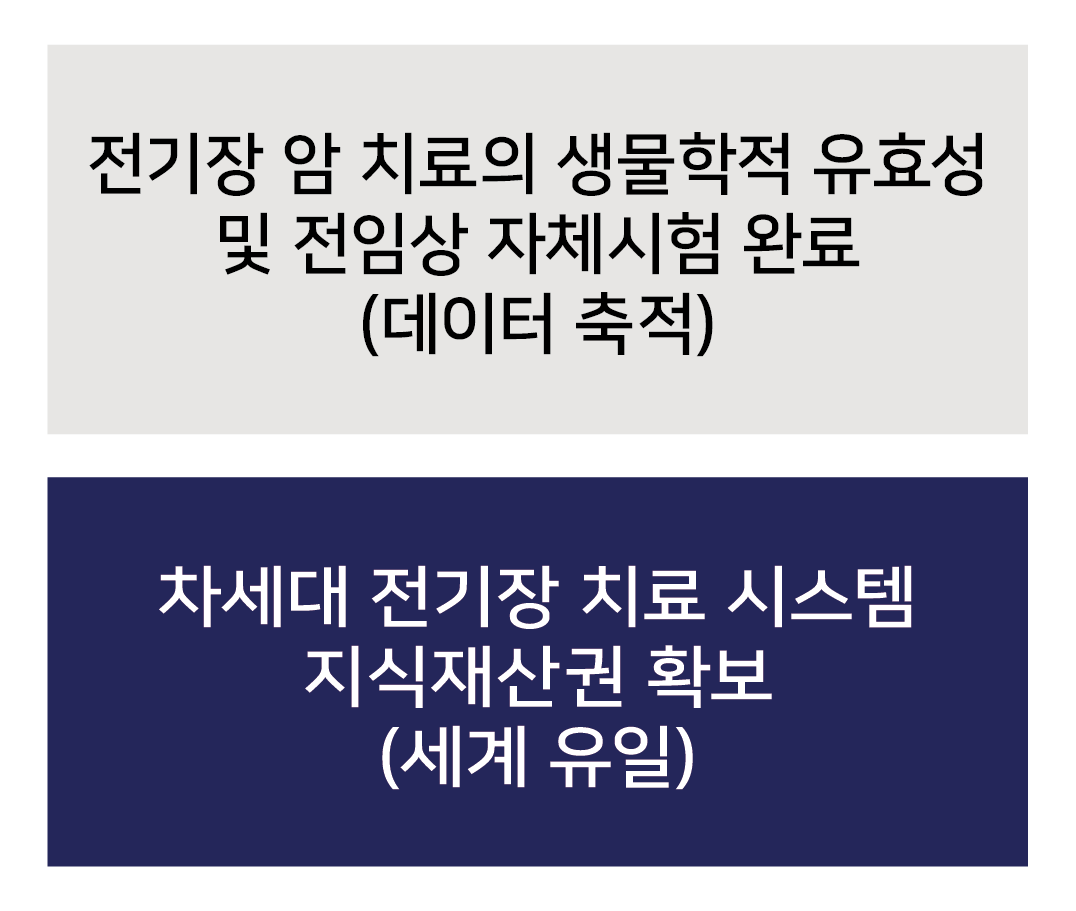 전기장 암 치료의 생물학적 유효성
및 전임상 자체시험 완료
(데이터 축적)
차세대 전기장 치료 시스템
지식재산권 확보
(세계 유일)